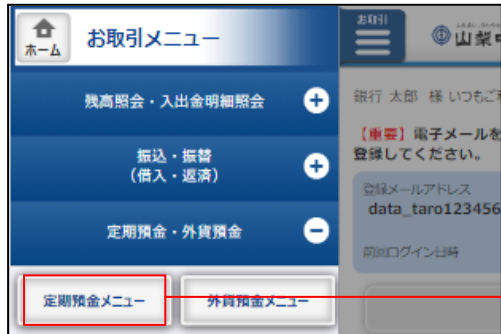 ホーム
お取引メニュー
残高照会・入出金明細照会
振込・振替
(借入・返済)
定期預金・外貨預金
定期預金メニュー
外貨預金メニュー
お取引
山梨
銀行 太郎 様 いつもご
【重要】電子メールを
登録してください。
登録メールアドレス
data_taro123456
前回ログイン日時